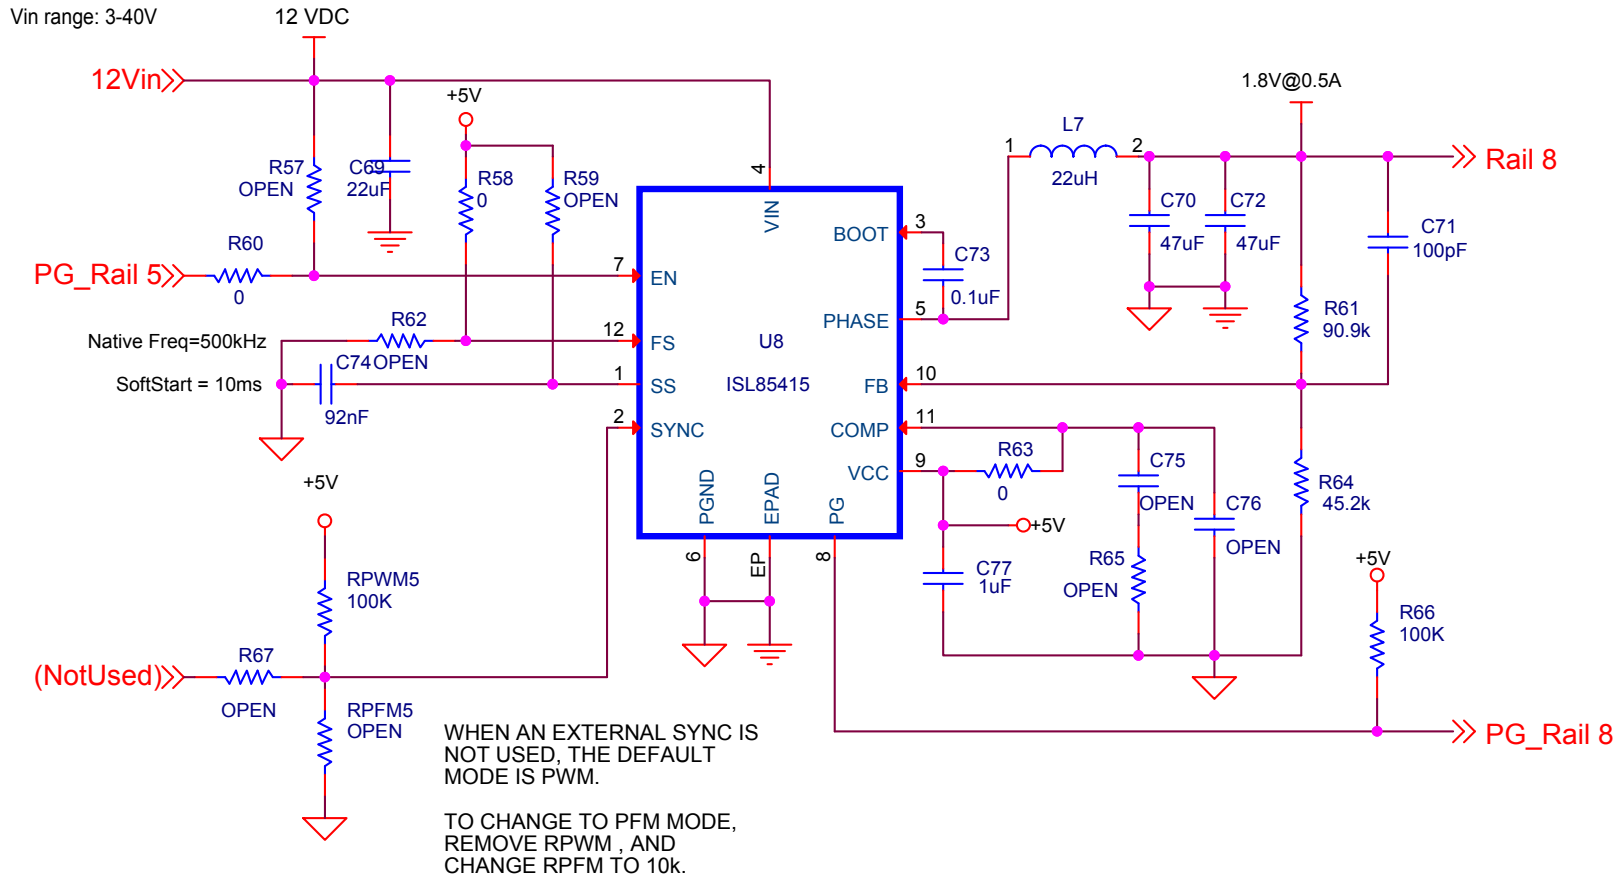 Vin range: 3-40V
12 VDC
12Vin
+5V
1.8V@0.5A
L7
1
2
22uH
Rail 8
R57
OPEN
C69
22uF
R58
0
R59
OPEN
4
VIN
BOOT
3
C73
0.1uF
C70
47uF
C72
47uF
C71
100pF
R60
0
PG_Rail 5
7
EN
PHASE
5
R61
90.9k
Native Freq=500kHz
R62
OPEN
12
FS
U8
ISL85415
SoftStart = 10ms
C74
92nF
1
SS
FB
10
2
SYNC
COMP
11
VCC
9
R63
0
C75
OPEN
C76
OPEN
R64
45.2k
+5V
PGND
EPAD
PG
6
EP
8
+5V
C77
1uF
R65
OPEN
+5V
R66
100K
RPWM5
100K
(NotUsed)
R67
OPEN
RPFM5
OPEN
PG_Rail 8
WHEN AN EXTERNAL SYNC IS
NOT USED, THE DEFAULT
MODE IS PWM.
TO CHANGE TO PFM MODE,
REMOVE RPWM , AND
CHANGE RPFM TO 10k.